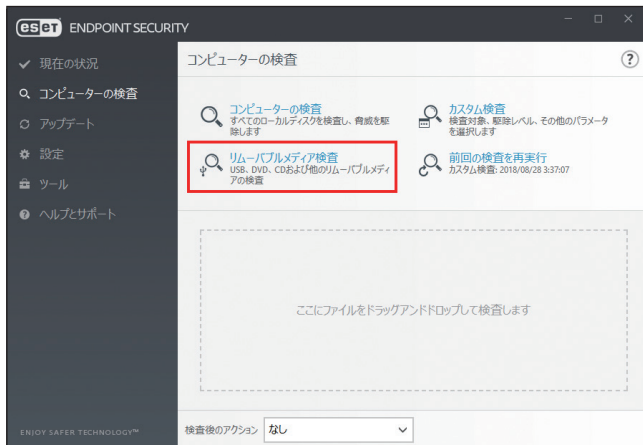 eseT ENDPOINT SECURITY
現在の状況
コンピューターの検査
アップデート
設定
ツール
ヘルプとサポート
ENJOY SAFER TECHNOLOGY™
コンピューターの検査
?
コンピューターの検査
すべてのローカルディスクを検査し、脅威を駆
除します
カスタム検査
検査対象、駆除レベル、その他のパラメータ
を選択します
リムーバブルメディア検査
USB、DVD、CDおよび他のリムーバブルメディ
アの検査
前回の検査を再実行
カスタム検査: 2018/08/28 3:37:07
ここにファイルをドラッグアンドドロップして検査します
検査後のアクション なし